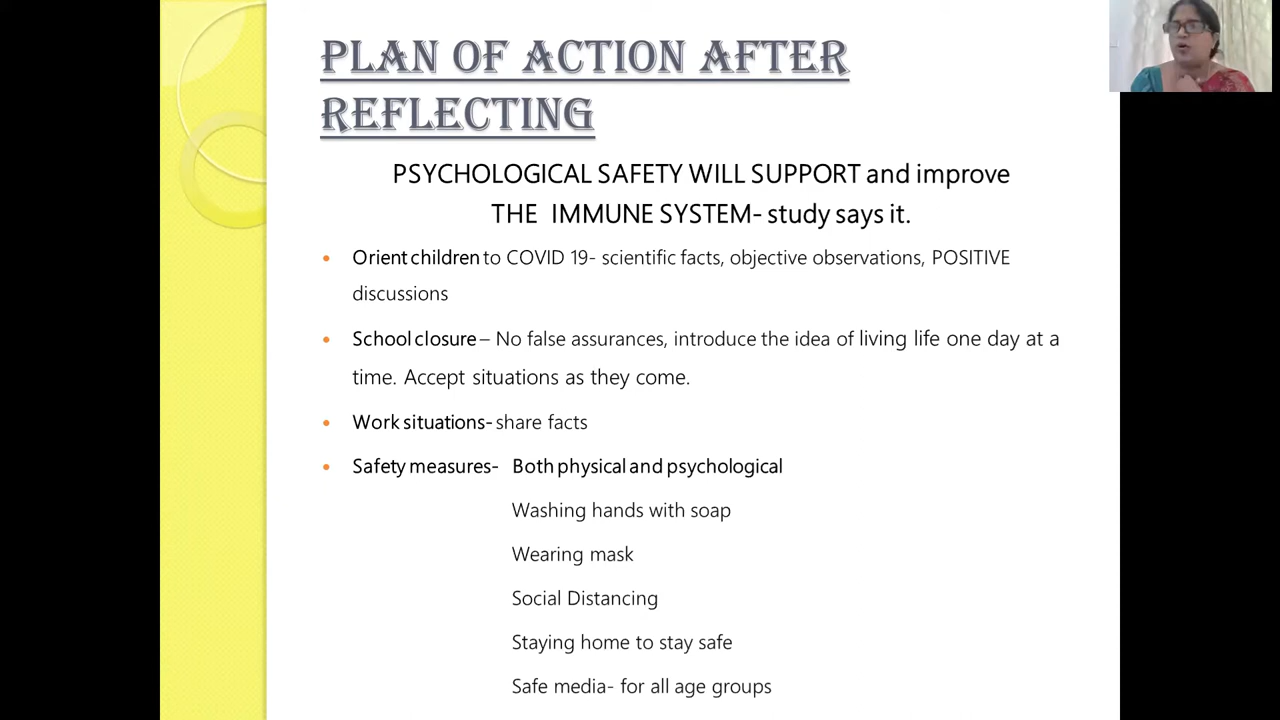 PLAN OF ACTION AFTER
REFLECTING
PSYCHOLOGICAL SAFETY WILL SUPPORT and improve
THE IMMUNE SYSTEM- study says it.
• Orient children to COVID 19- scientific facts, objective observations, POSITIVE
discussions
• School closure – No false assurances, introduce the idea of living life one day at a
time. Accept situations as they come.
• Work situations- share facts
• Safety measures- Both physical and psychological
Washing hands with soap
Wearing mask
Social Distancing
Staying home to stay safe
Safe media- for all age groups